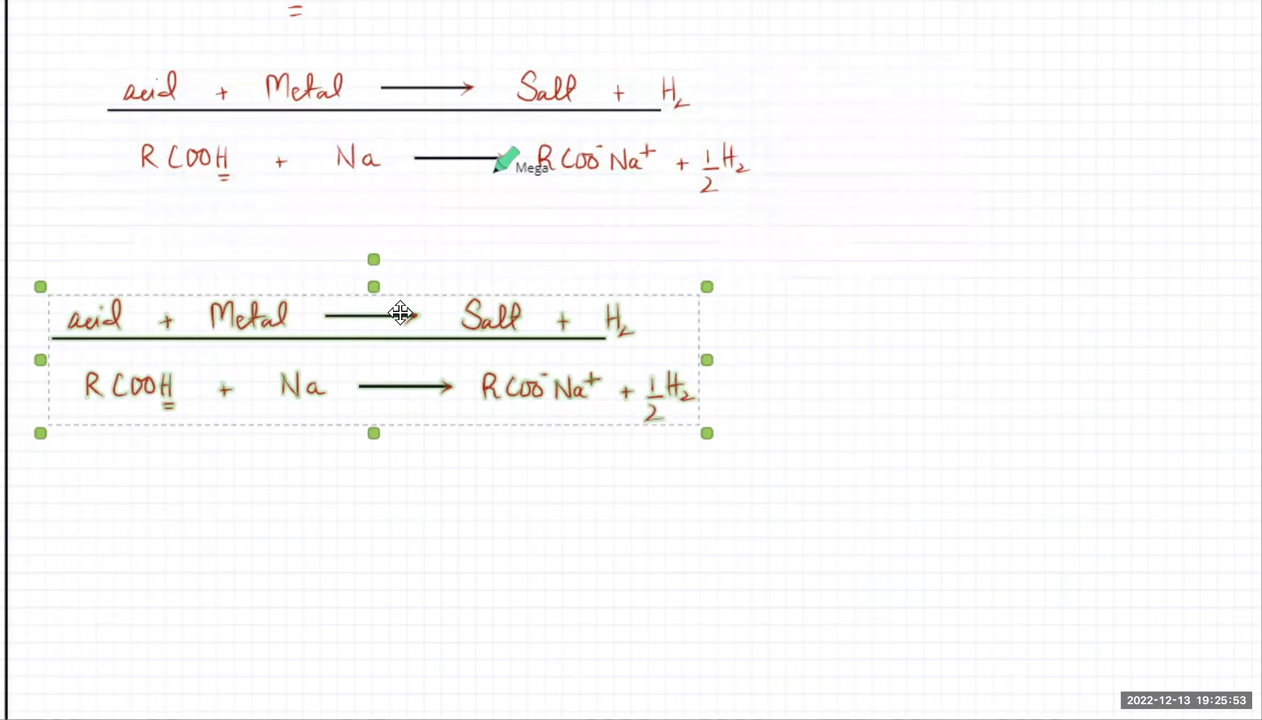 =
acid + Metal ⟶ Salt + H₂
RCOOH + Na ⟶ RCOO⁻Na⁺ + ½H₂
Mega
acid + Metal ⟶ Salt + H₂
RCOOH + Na ⟶ RCOO⁻Na⁺ + ½H₂
2022-12-13 19:25:53